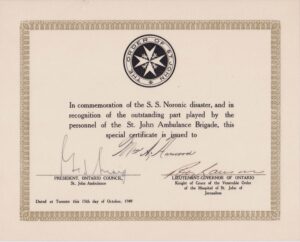 THE ORDER OF ST. JOHN
In commemoration of the S. S. Noronic disaster, and in
recognition of the outstanding part played by the
personnel of the St. John Ambulance Brigade, this
special certificate is issued to
PRESIDENT, ONTARIO COUNCIL,
St. John Ambulance
LIEUTENANT-GOVERNOR OF ONTARIO
Knight of Grace of the Venerable Order
of the Hospital of St. John of
Jerusalem
Dated at Toronto this 15th day of October, 1949